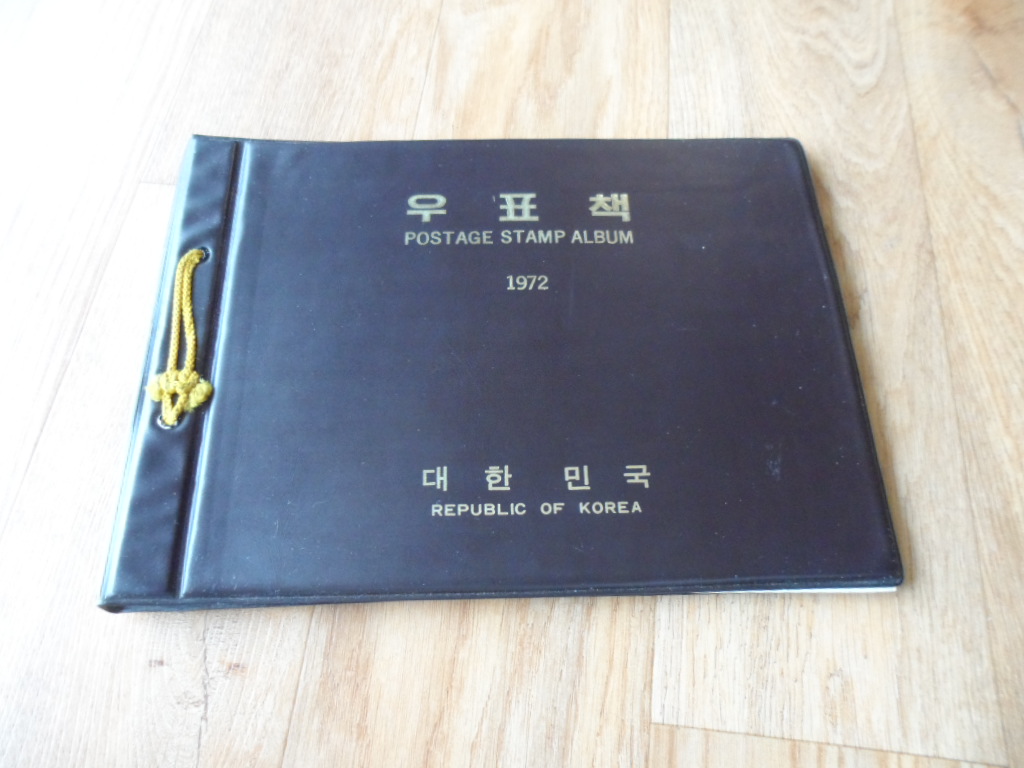 우 표 책
POSTAGE STAMP ALBUM
1972
대 한 민 국
REPUBLIC OF KOREA